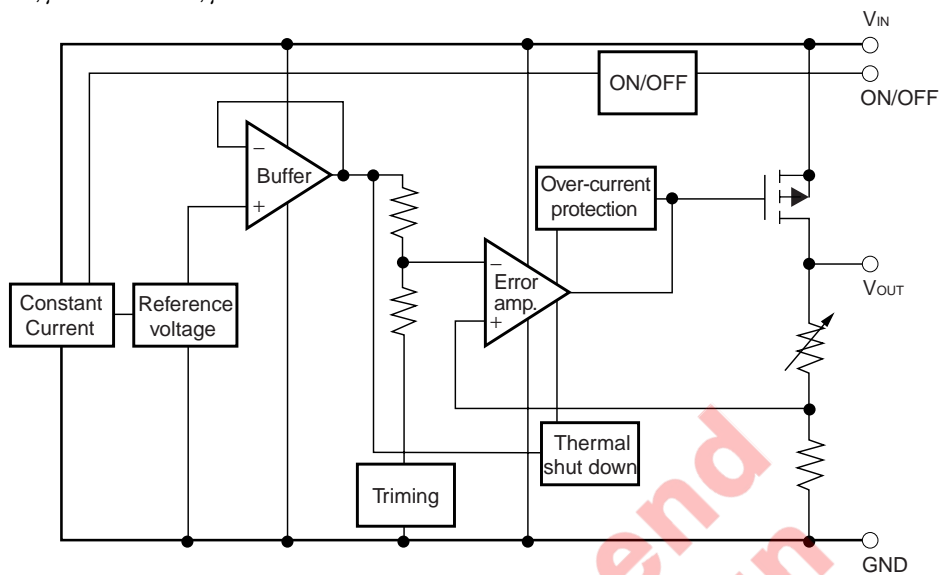 VIN
ON/OFF
ON/OFF
−
Buffer
+
Over-current
protection
−
Error
amp.
+
VOUT
Constant
Current
Reference
voltage
Thermal
shut down
Triming
GND
end